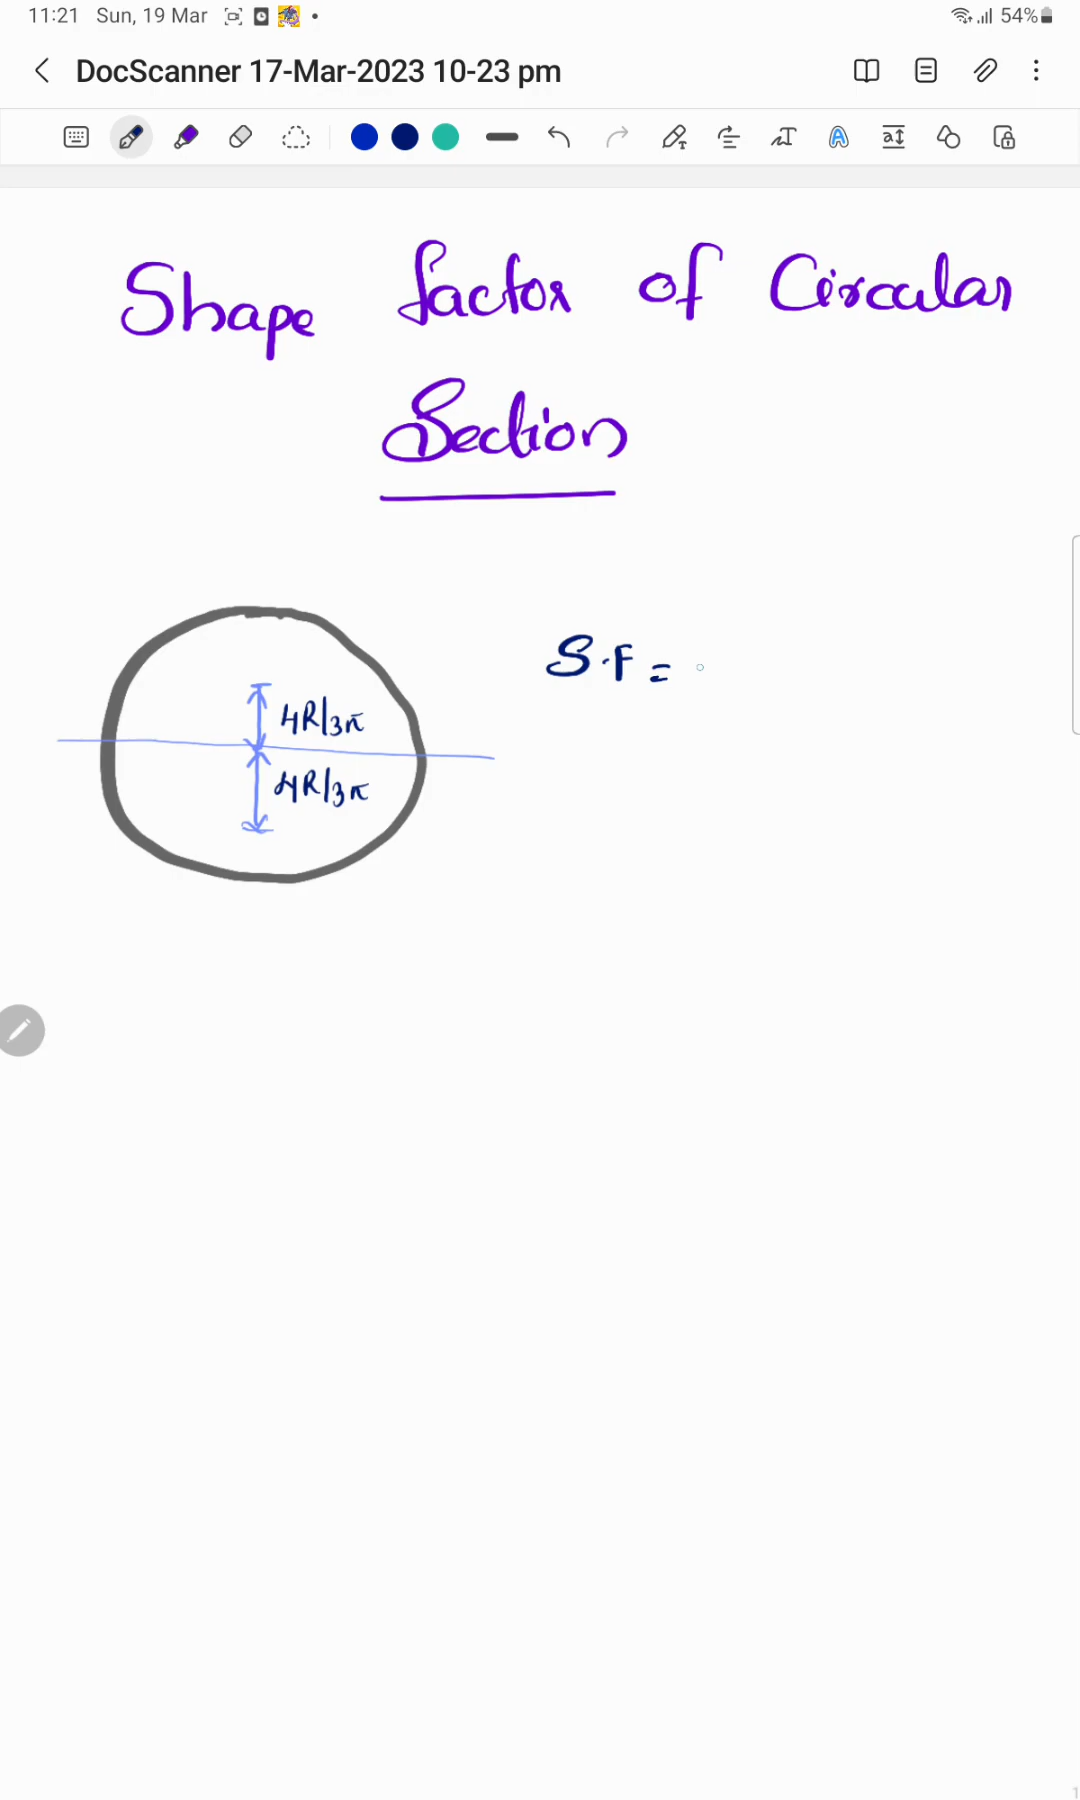 11:21 Sun, 19 Mar 54%
DocScanner 17-Mar-2023 10-23 pm
Shape factor of Circular
Section
S.F =
4R/3π
4R/3π
1